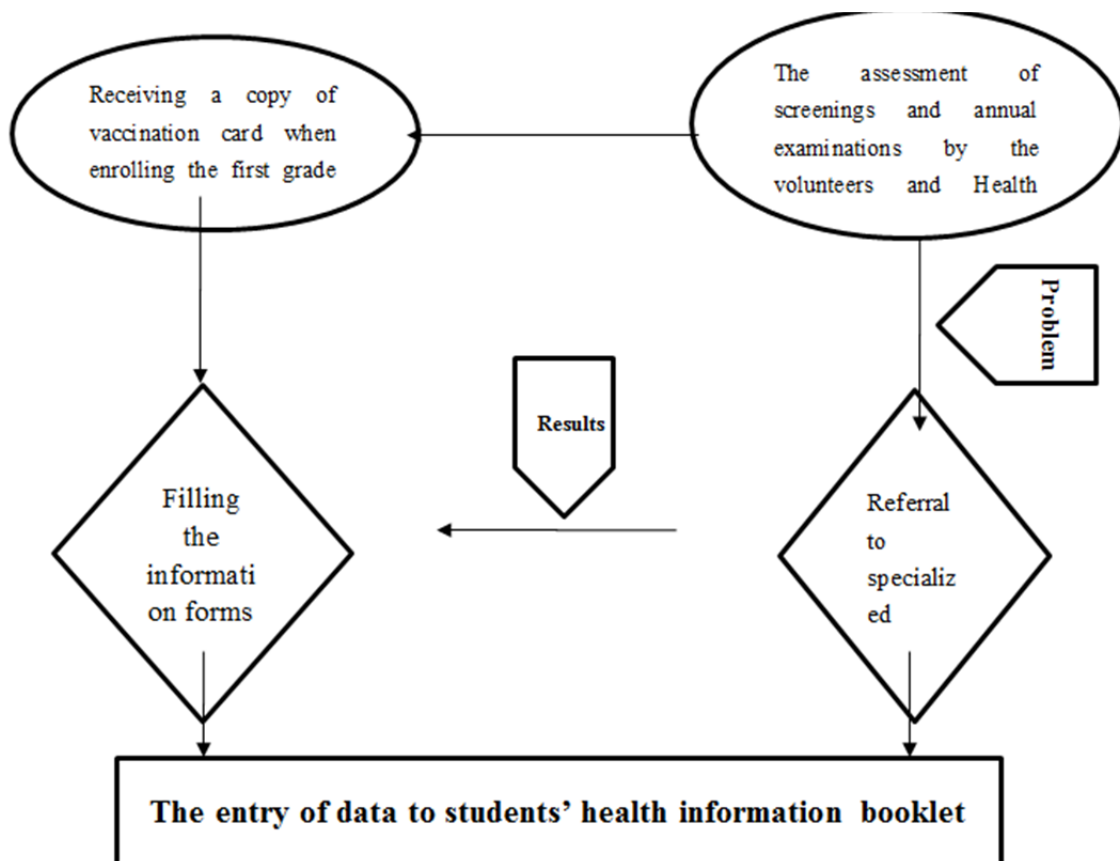 Receiving a copy of
vaccination card when
enrolling the first grade
The assessment of
screenings and annual
examinations by the
volunteers and Health
Problem
Results
Filling
the
informati
on forms
Referral
to
specializ
ed
The entry of data to students’ health information booklet